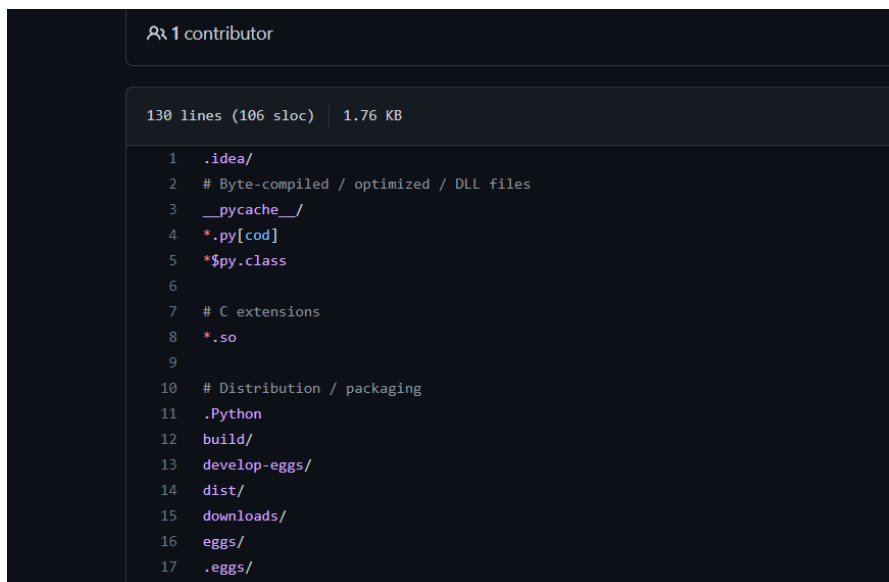 1 contributor
130 lines (106 sloc) 1.76 KB
1 .idea/
2 # Byte-compiled / optimized / DLL files
3 __pycache__/
4 *.py[cod]
5 *$py.class
6
7 # C extensions
8 *.so
9
10 # Distribution / packaging
11 .Python
12 build/
13 develop-eggs/
14 dist/
15 downloads/
16 eggs/
17 .eggs/